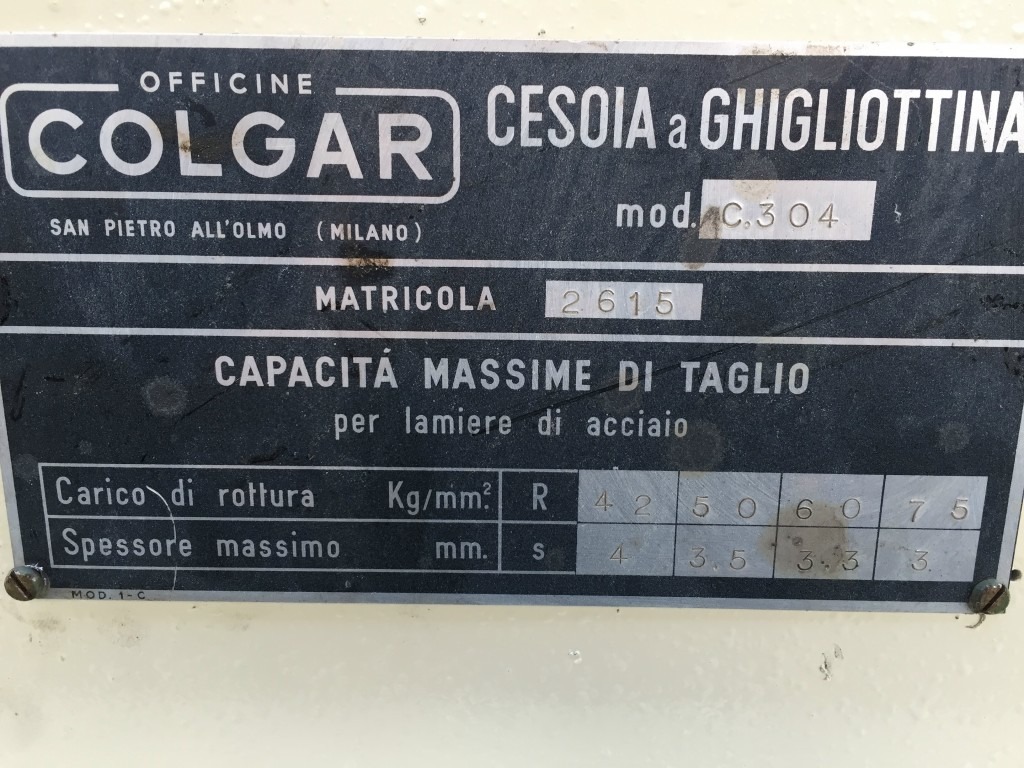 OFFICINE
COLGAR
SAN PIETRO ALL'OLMO (MILANO)
CESOIA a GHIGLIOTTINA
mod. C.304
MATRICOLA 2615
CAPACITÁ MASSIME DI TAGLIO
per lamiere di acciaio
Carico di rottura Kg/mm². R 42 50 60 75
Spessore massimo mm. s 4 3.5 3.3 3.
MOD. 1-C